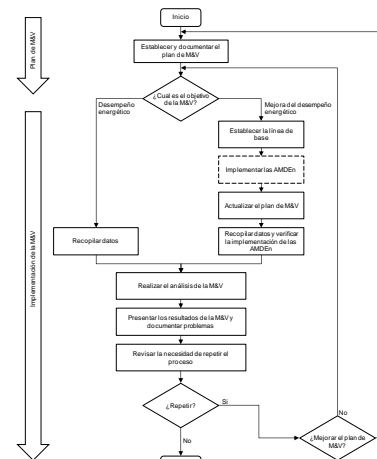 Inicio
Plan de M&V
Establecer y documentar el
plan de M&V
¿Cual es el objetivo
de la M&V?
Desempeño
energético
Mejora del desempeño
energético
Establecer la línea de
base
Implementar las AMDEn
Actualizar el plan de M&V
Implementación de la M&V
Recopilar datos
Recopilar datos y verificar
la implementación de las
AMDEn
Realizar el análisis de la M&V
Presentar los resultados de la M&V y
documentar problemas
Revisar la necesidad de repetir el
proceso
¿Repetir?
Si
No
¿Mejorar el plan de
M&V?
No